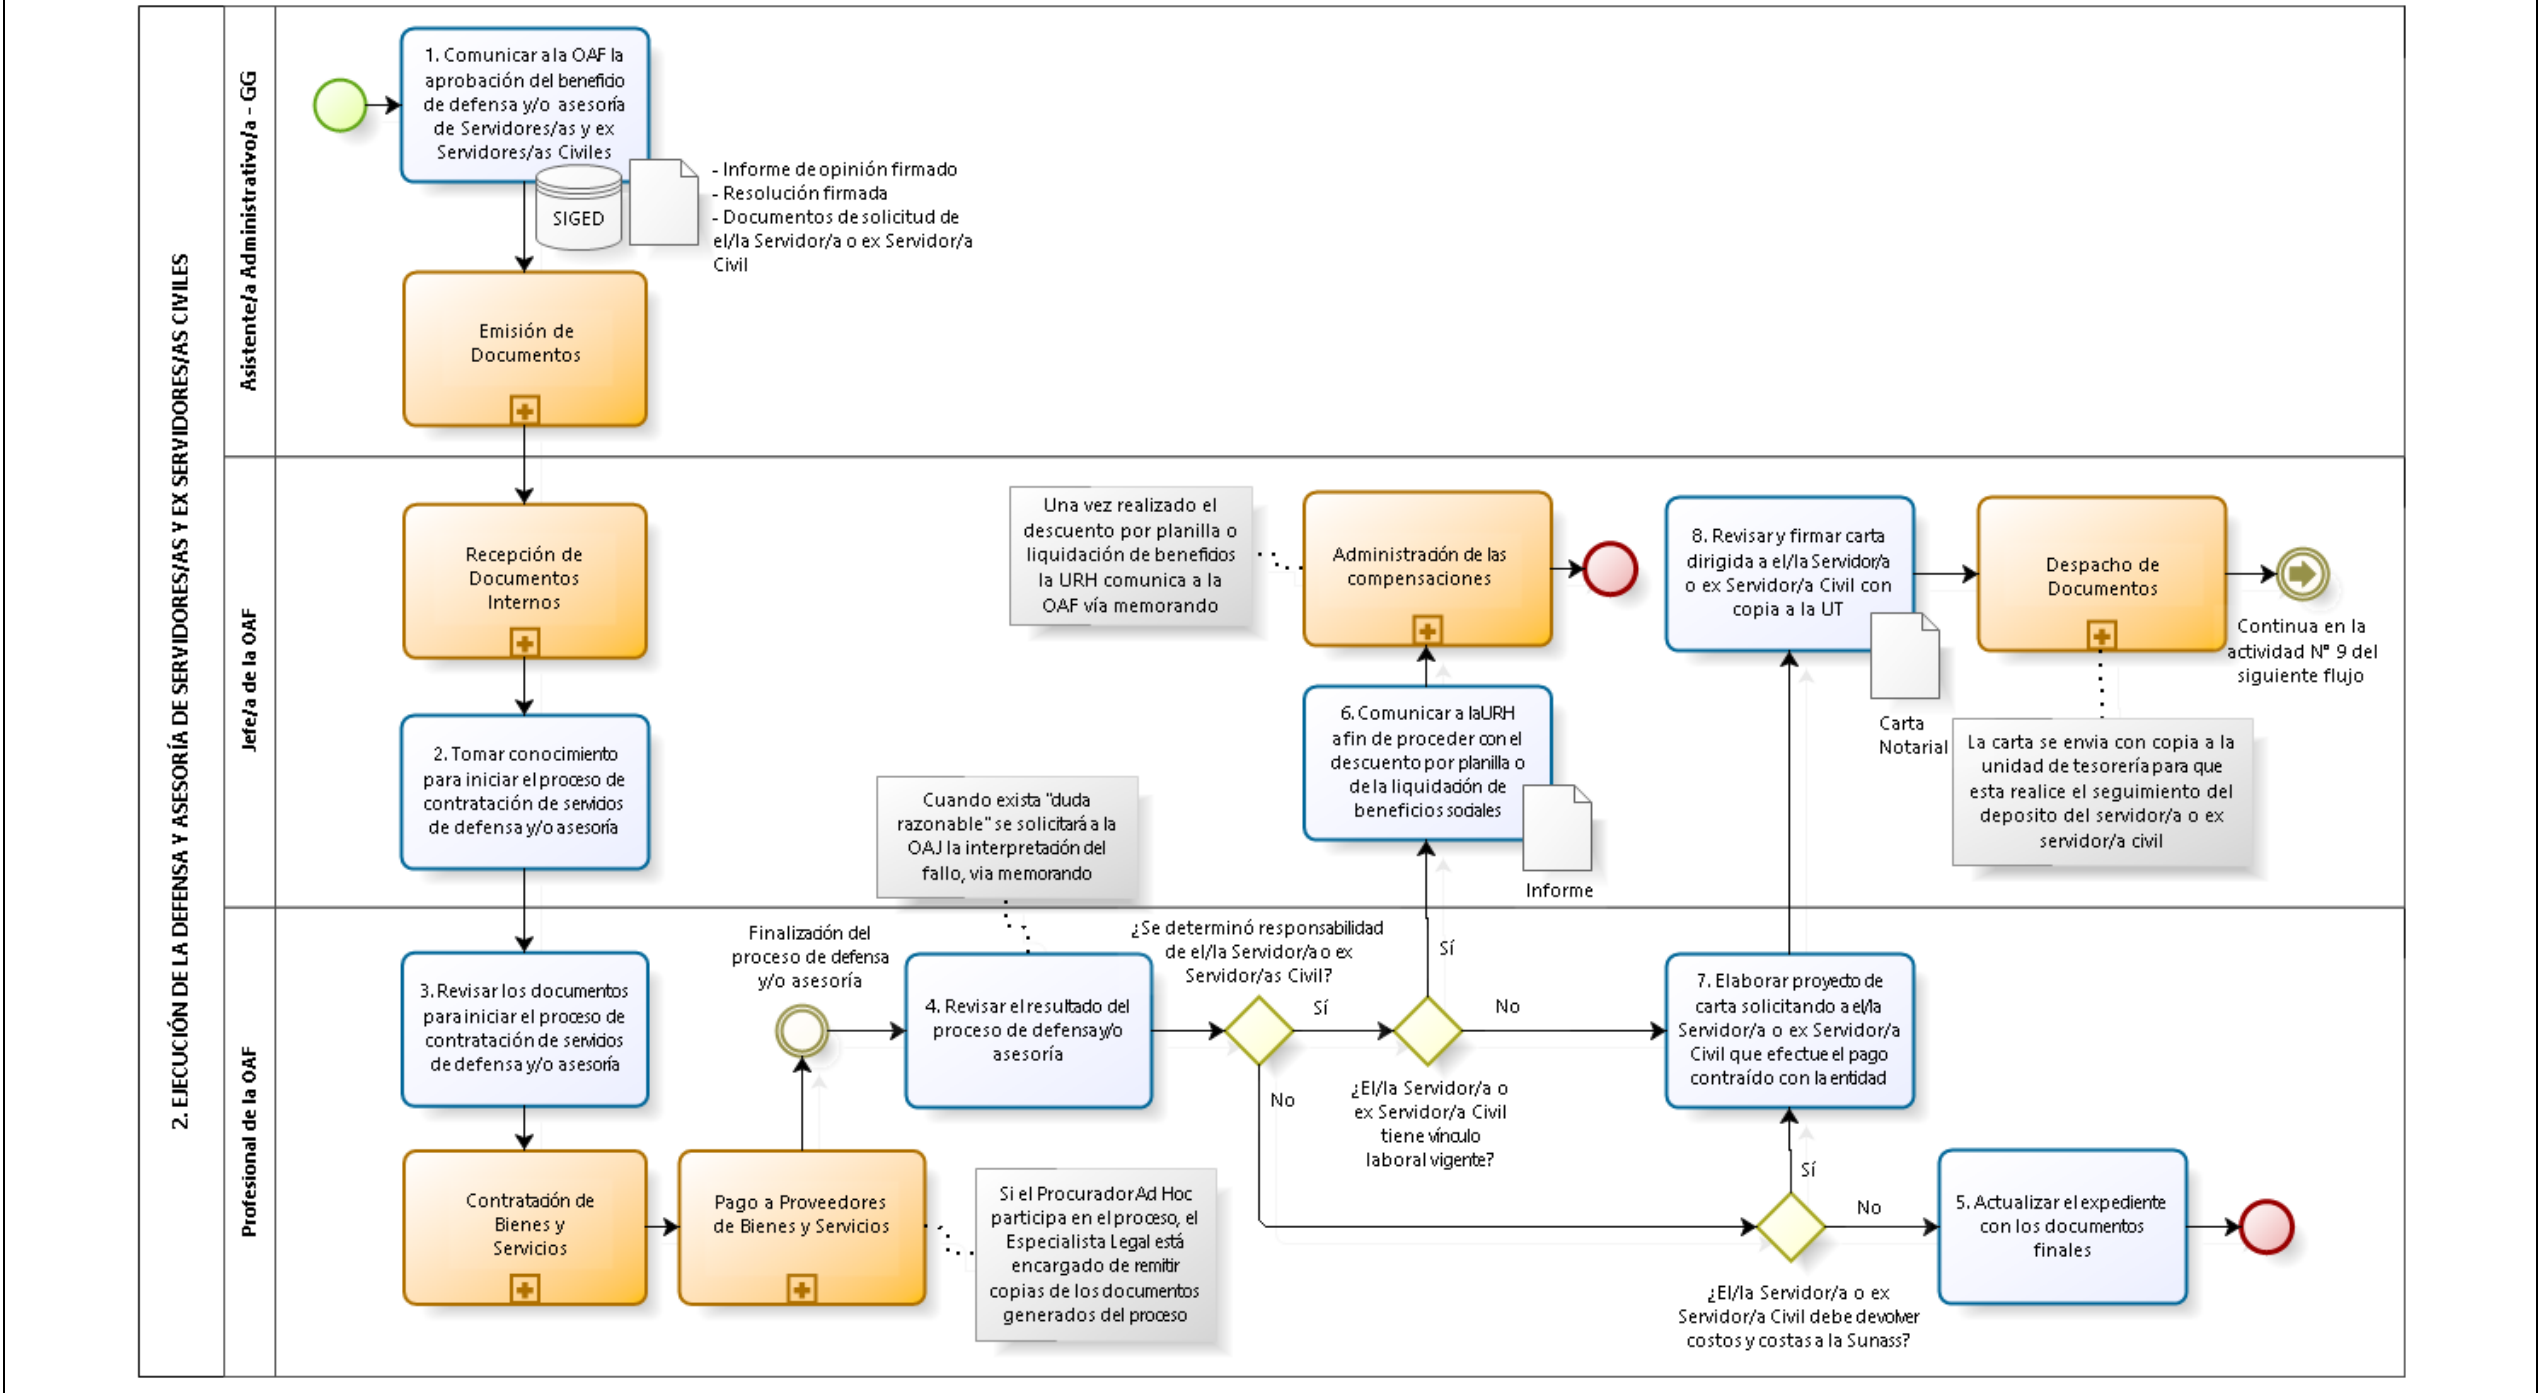 2. EJECUCIÓN DE LA DEFENSA Y ASESORÍA DE SERVIDORES/AS Y EX SERVIDORES/AS CIVILES
Asistente/a Administrativo/a - GG
1. Comunicar a la OAF la
aprobación del beneficio
de defensa y/o asesoría
de Servidores/as y ex
Servidores/as Civiles
SIGED
- Informe de opinión firmado
- Resolución firmada
- Documentos de solicitud de
el/la Servidor/a o ex Servidor/a
Civil
Emisión de
Documentos
Jefe/a de la OAF
Recepción de
Documentos
Internos
2. Tomar conocimiento
para iniciar el proceso de
contratación de servicios
de defensa y/o asesoría
Una vez realizado el
descuento por planilla o
liquidación de beneficios
la URH comunica a la
OAF vía memorando
Administración de las
compensaciones
6. Comunicar a la URH
a fin de proceder con el
descuento por planilla o
de la liquidación de
beneficios sociales
Informe
8. Revisar y firmar carta
dirigida a el/la Servidor/a
o ex Servidor/a Civil con
copia a la UT
Carta
Notarial
Despacho de
Documentos
Continua en la
actividad N° 9 del
siguiente flujo
La carta se envia con copia a la
unidad de tesorería para que
esta realice el seguimiento del
deposito del servidor/a o ex
servidor/a civil
Cuando exista "duda
razonable" se solicitará a la
OAJ la interpretación del
fallo, via memorando
Profesional de la OAF
3. Revisar los documentos
para iniciar el proceso de
contratación de servicios
de defensa y/o asesoría
Contratación de
Bienes y
Servicios
Pago a Proveedores
de Bienes y Servicios
Si el Procurador Ad Hoc
participa en el proceso, el
Especialista Legal está
encargado de remitir
copias de los documentos
generados del proceso
Finalización del
proceso de defensa
y/o asesoría
4. Revisar el resultado del
proceso de defensa y/o
asesoría
¿Se determinó responsabilidad
de el/la Servidor/a o ex
Servidor/as Civil?
Sí
No
¿El/la Servidor/a o
ex Servidor/a Civil
tiene vínculo
laboral vigente?
Sí
No
7. Elaborar proyecto de
carta solicitando a el/la
Servidor/a o ex Servidor/a
Civil que efectue el pago
contraído con la entidad
Sí
No
¿El/la Servidor/a o ex
Servidor/a Civil debe devolver
costos y costas a la Sunass?
5. Actualizar el expediente
con los documentos
finales